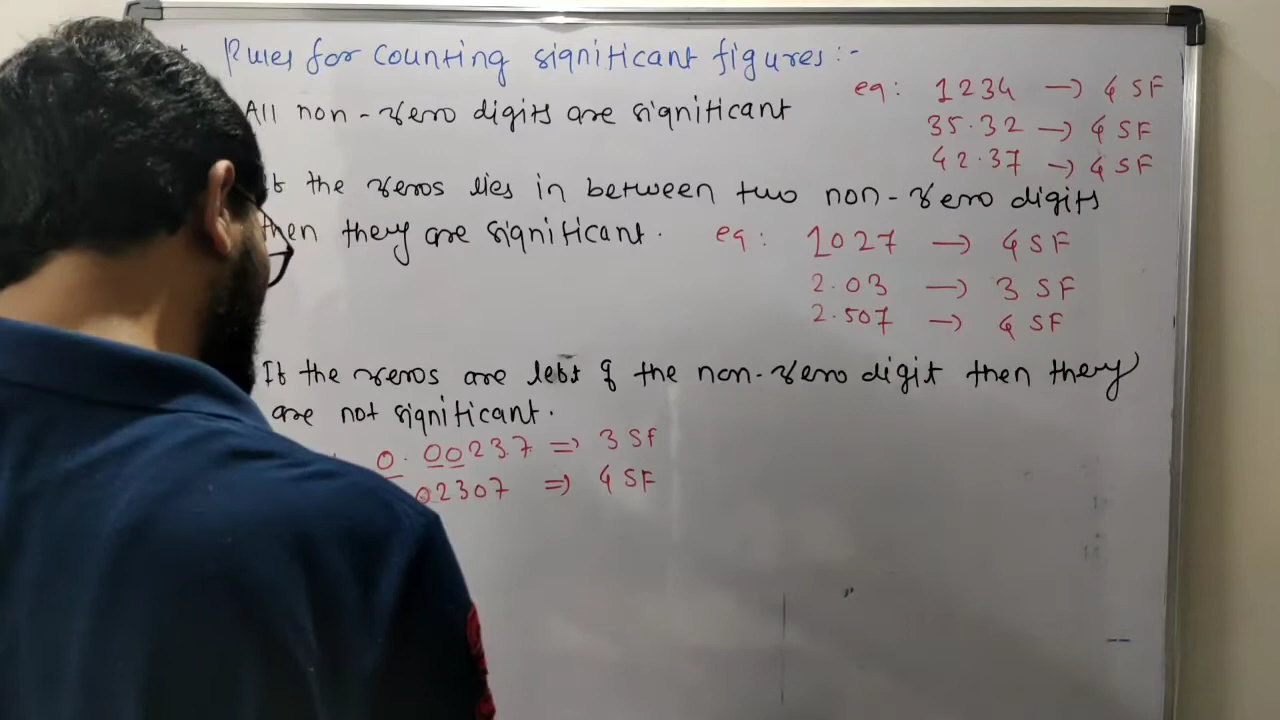 Rules for counting significant figures :-
All non-zero digits are significant
eg: 1234 → 4 SF
35.32 → 4 SF
42.37 → 4 SF
the zeros lies in between two non-zero digits
then they are significant.
eg: 1027 → 4 SF
2.03 → 3 SF
2.507 → 4 SF
If the zeros are left of the non-zero digit then they
are not significant.
0.00237 => 3 SF
02307 => 4 SF